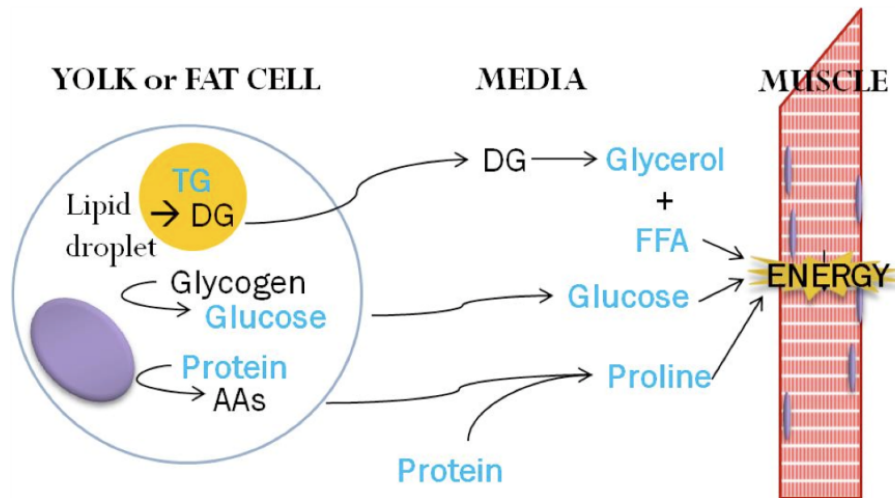 YOLK or FAT CELL
MEDIA
MUSCLE
TG
Lipid
→ DG
droplet
DG
Glycerol
+
FFA
Glycogen
Glucose
Glucose
ENERGY
Protein
AAs
Proline
Protein